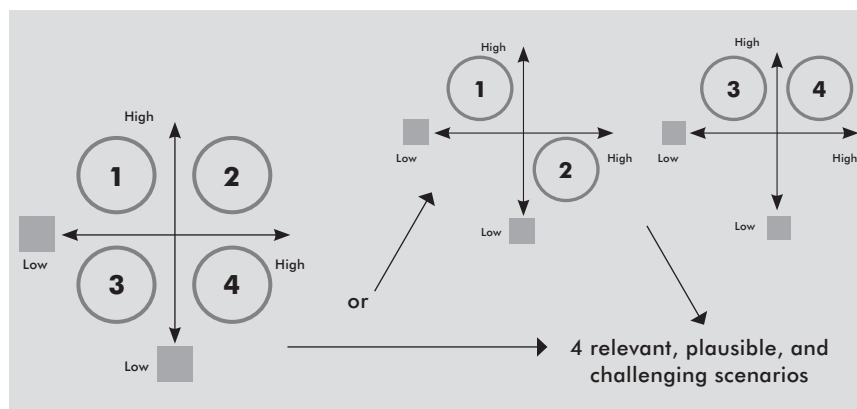 High
1
2
Low
High
3
4
Low
or
High
1
Low
High
2
Low
High
3
4
Low
High
Low
4 relevant, plausible, and
challenging scenarios